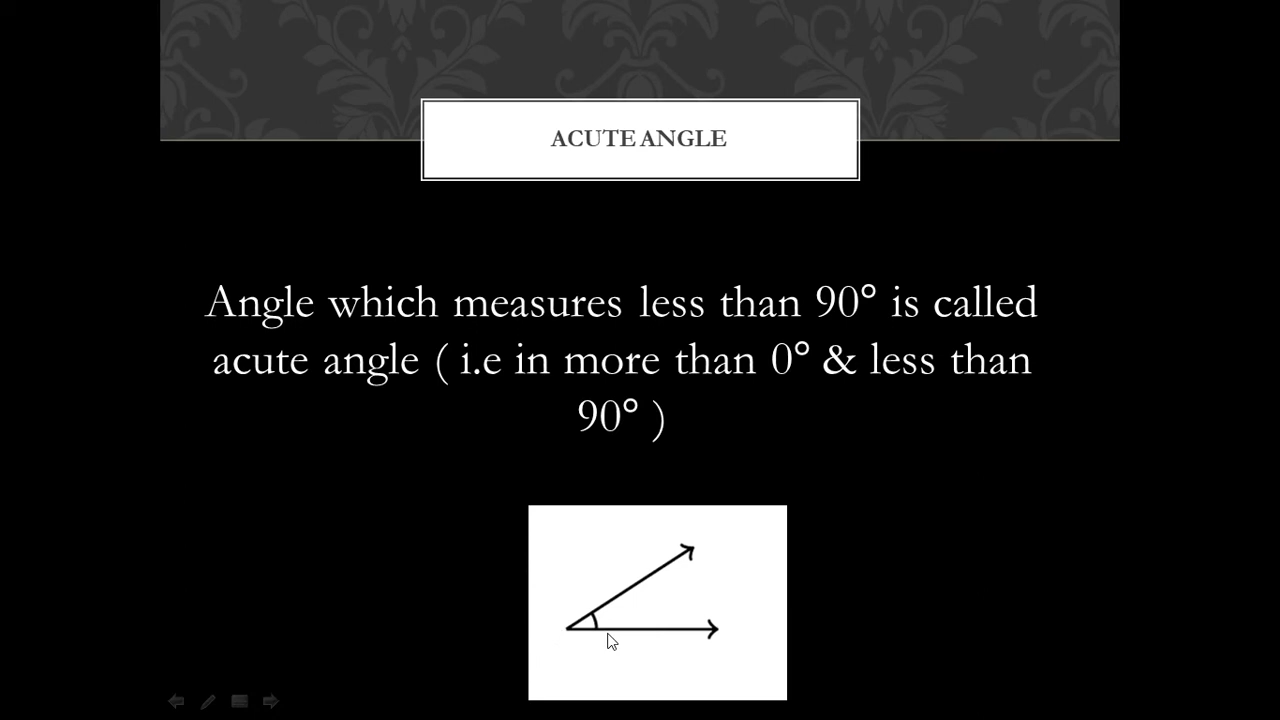 ACUTE ANGLE
Angle which measures less than 90° is called
acute angle ( i.e in more than 0° & less than
90° )